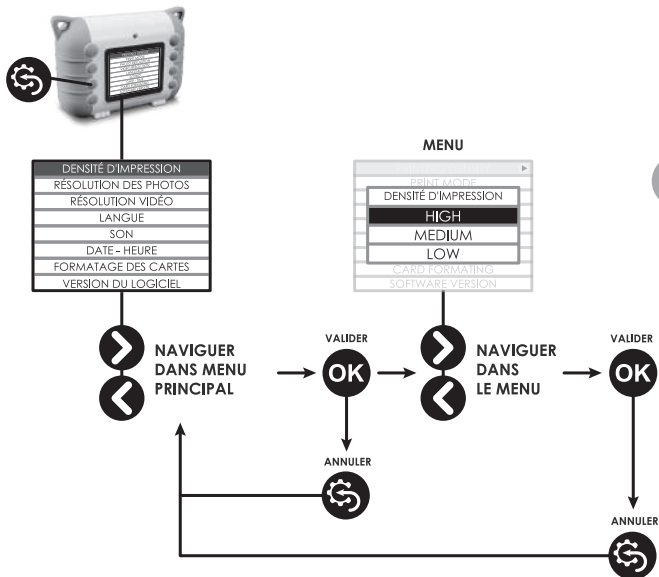 DENSITÉ D'IMPRESSION
RÉSOLUTION DES PHOTOS
RÉSOLUTION VIDÉO
LANGUE
SON
DATE – HEURE
FORMATAGE DES CARTES
VERSION DU LOGICIEL
MENU
PRINT MODE
DENSITÉ D'IMPRESSION
HIGH
MEDIUM
LOW
CARD FORMATING
SOFTWARE VERSION
NAVIGUER
DANS MENU
PRINCIPAL
VALIDER
OK
ANNULER
NAVIGUER
DANS
LE MENU
VALIDER
OK
ANNULER